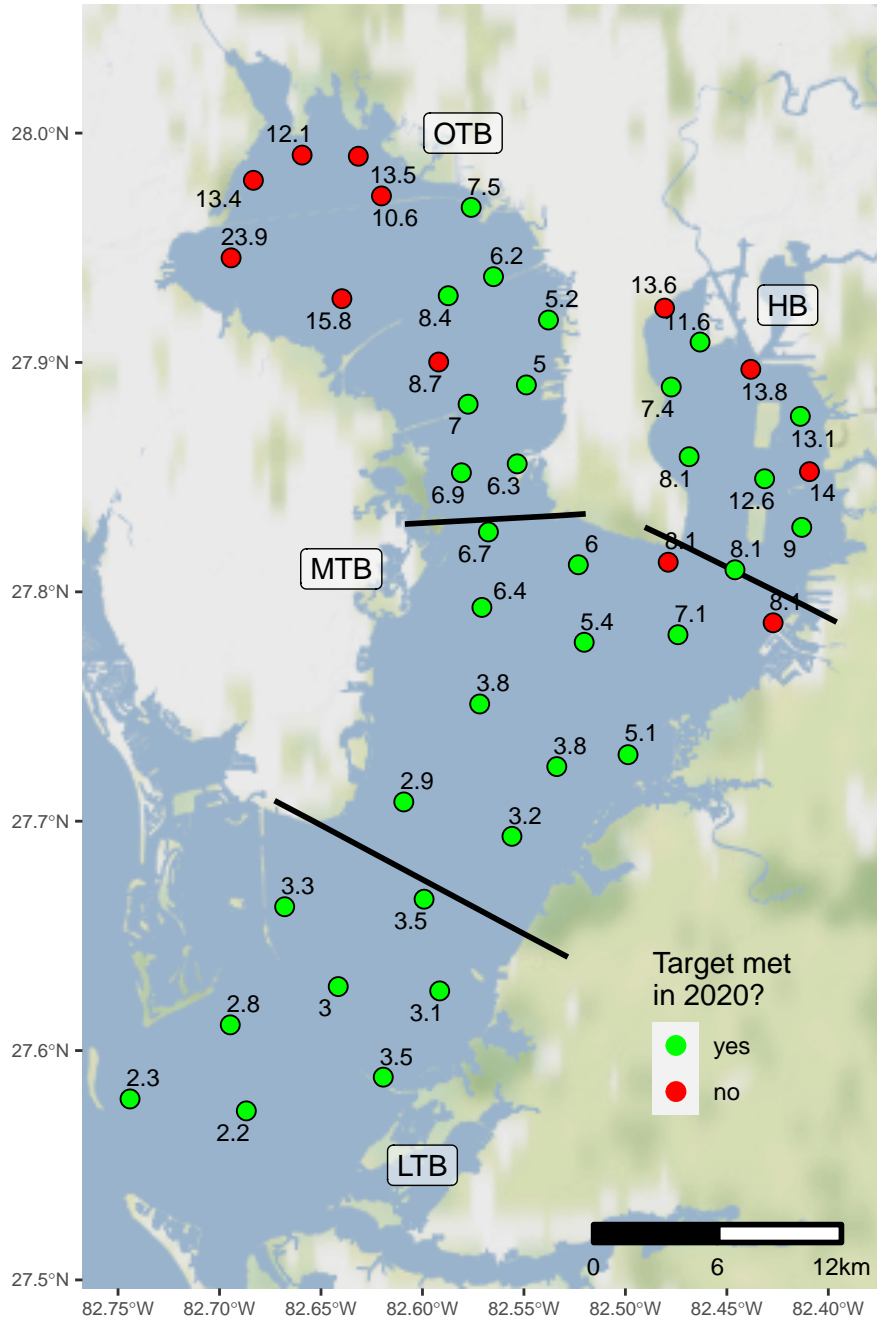 28.0°N
27.9°N
27.8°N
27.7°N
27.6°N
27.5°N
OTB
12.1
13.5
13.4
10.6
7.5
23.9
6.2
15.8
8.4
5.2
8.7
5
7
6.9
6.3
HB
13.6
11.6
13.8
7.4
13.1
8.1
12.6
14
9
8.1
8.1
8.1
MTB
6.7
6
6.4
5.4
7.1
3.8
3.8
5.1
2.9
3.2
3.3
3.5
3
3.1
2.8
3.5
2.3
2.2
LTB
Target met
in 2020?
yes
no
0 6 12km
82.75°W 82.70°W 82.65°W 82.60°W 82.55°W 82.50°W 82.45°W 82.40°W